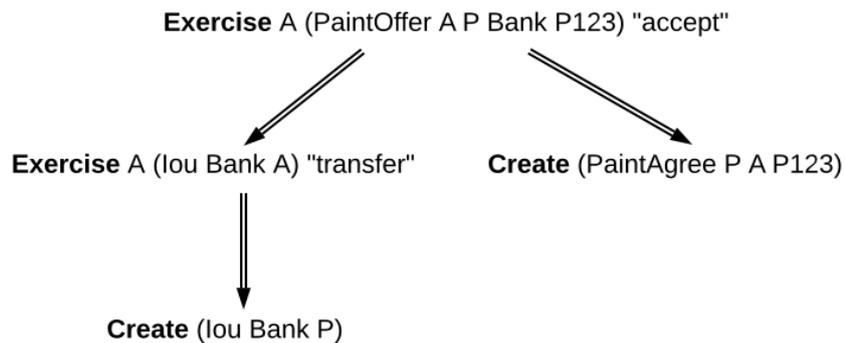 Exercise A (PaintOffer A P Bank P123) "accept"
Exercise A (Iou Bank A) "transfer"
Create (PaintAgree P A P123)
Create (Iou Bank P)